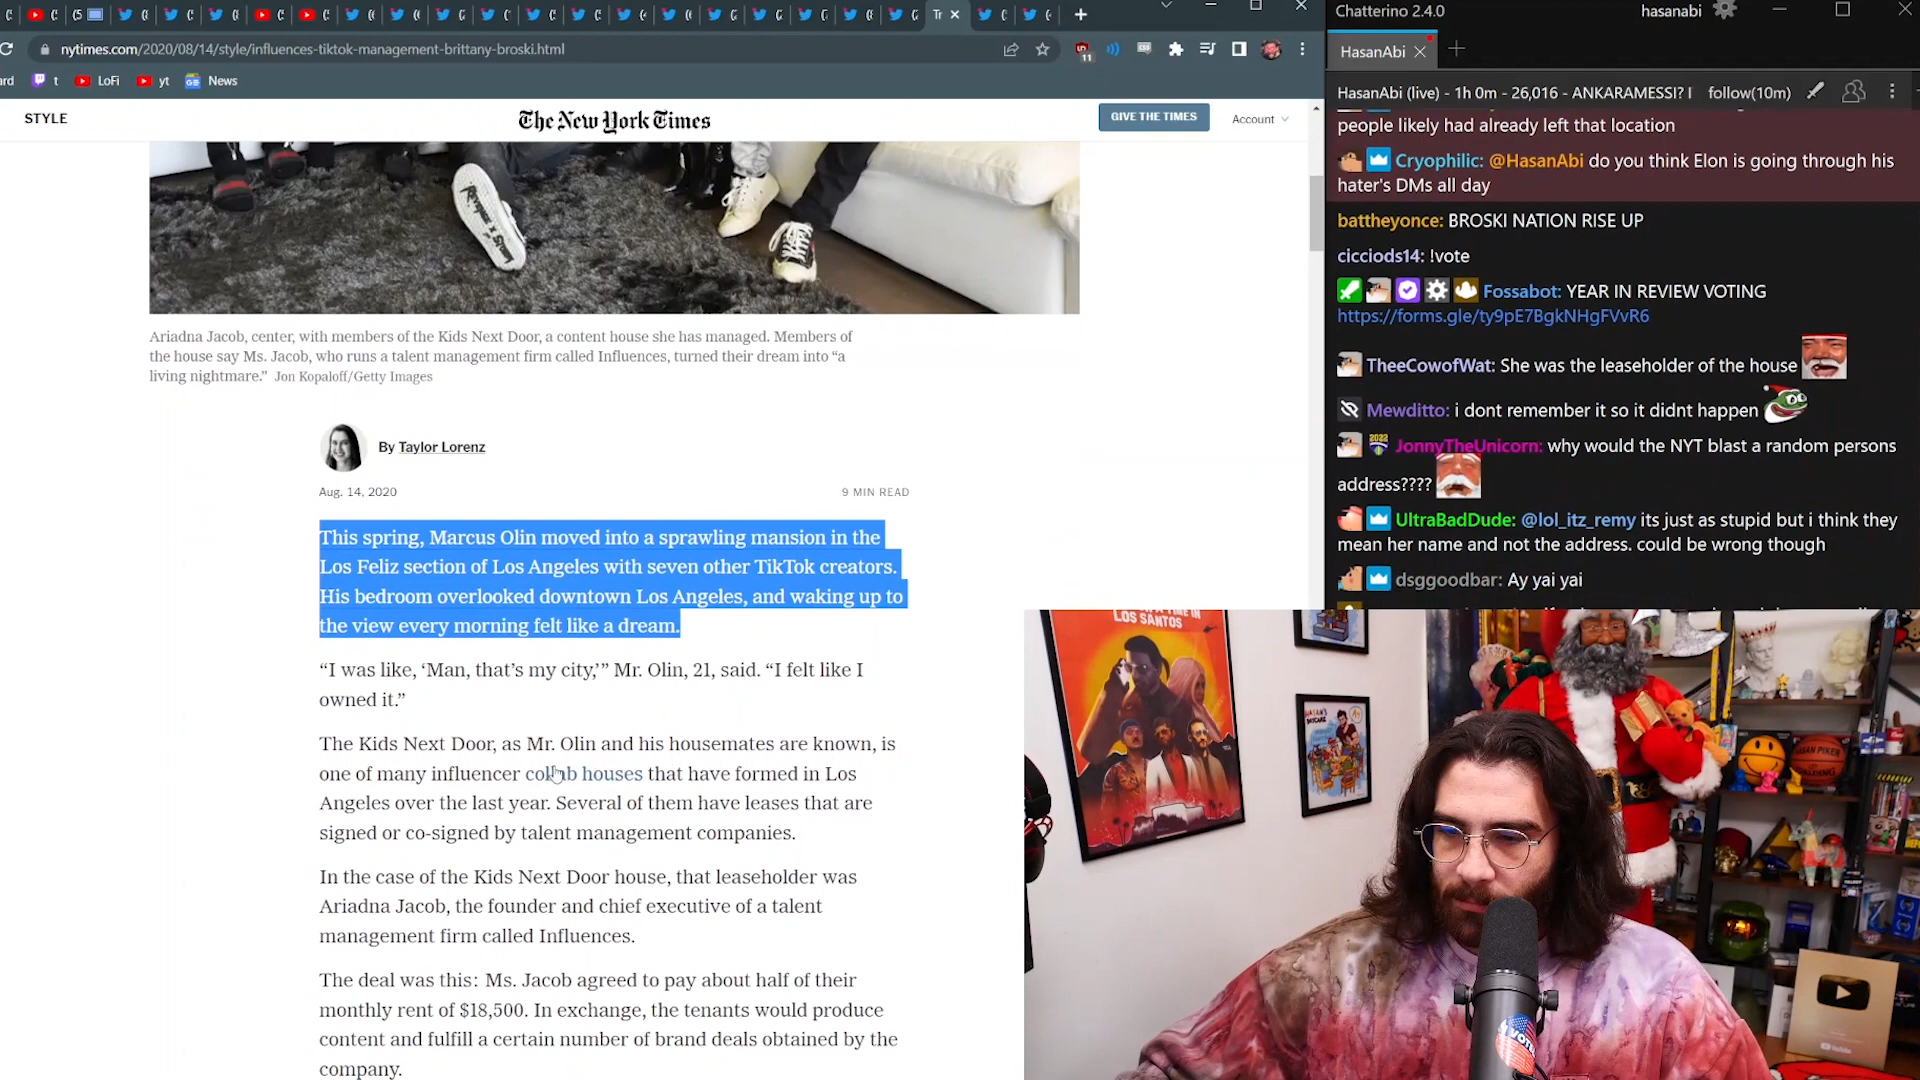 nytimes.com/2020/08/14/style/influences-tiktok-management-brittany-broski.html
11
ard
t
LoFi
yt
News
STYLE
The New York Times
GIVE THE TIMES
Account
Ariadna Jacob, center, with members of the Kids Next Door, a content house she has managed. Members of
the house say Ms. Jacob, who runs a talent management firm called Influences, turned their dream into “a
living nightmare.” Jon Kopaloff/Getty Images
By Taylor Lorenz
Aug. 14, 2020
9 MIN READ
This spring, Marcus Olin moved into a sprawling mansion in the
Los Feliz section of Los Angeles with seven other TikTok creators.
His bedroom overlooked downtown Los Angeles, and waking up to
the view every morning felt like a dream.
“I was like, ‘Man, that’s my city,’” Mr. Olin, 21, said. “I felt like I
owned it.”
The Kids Next Door, as Mr. Olin and his housemates are known, is
one of many influencer collab houses that have formed in Los
Angeles over the last year. Several of them have leases that are
signed or co-signed by talent management companies.
In the case of the Kids Next Door house, that leaseholder was
Ariadna Jacob, the founder and chief executive of a talent
management firm called Influences.
The deal was this: Ms. Jacob agreed to pay about half of their
monthly rent of $18,500. In exchange, the tenants would produce
content and fulfill a certain number of brand deals obtained by the
company.
Chatterino 2.4.0
hasanabi
HasanAbi
HasanAbi (live) - 1h 0m - 26,016 - ANKARAMESSI? I
follow(10m)
people likely had already left that location
Cryophilic: @HasanAbi do you think Elon is going through his
hater's DMs all day
battheyonce: BROSKI NATION RISE UP
cicciods14: !vote
Fossabot: YEAR IN REVIEW VOTING
https://forms.gle/ty9pE7BgkNHgFVvR6
TheeCowofWat: She was the leaseholder of the house
Mewditto: i dont remember it so it didnt happen
2022
JonnyTheUnicorn: why would the NYT blast a random persons
address????
UltraBadDude: @lol_itz_remy its just as stupid but i think they
mean her name and not the address. could be wrong though
dsggoodbar: Ay yai yai
LOS SANTOS
HASAN PIKER
VOTE